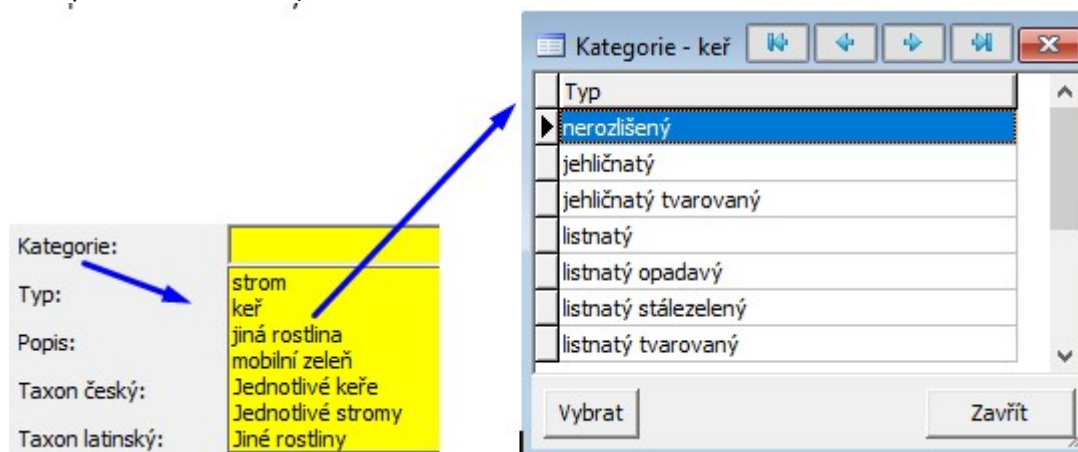 Kategorie - keř
Typ
nerozlišený
jehličnatý
jehličnatý tvarovaný
listnatý
listnatý opadavý
listnatý stálezelený
listnatý tvarovaný
Vybrat
Zavřít
Kategorie:
Typ:
Popis:
Taxon český:
Taxon latinský:
strom
keř
jiná rostlina
mobilní zeleň
Jednotlivé keře
Jednotlivé stromy
Jiné rostliny